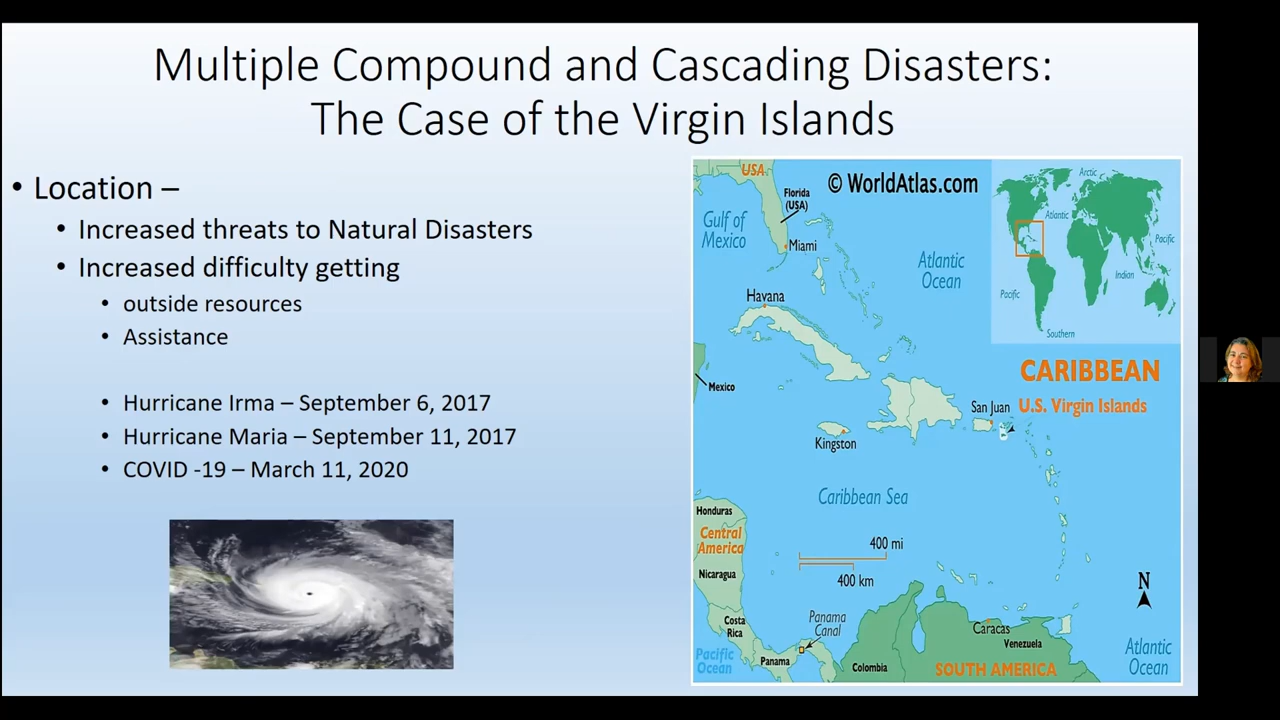 Multiple Compound and Cascading Disasters:
The Case of the Virgin Islands
• Location –
• Increased threats to Natural Disasters
• Increased difficulty getting
• outside resources
• Assistance
• Hurricane Irma – September 6, 2017
• Hurricane Maria – September 11, 2017
• COVID -19 – March 11, 2020
USA
© WorldAtlas.com
Florida
(USA)
Gulf of
Mexico
Miami
Atlantic
Ocean
Havana
Mexico
Arctic
Atlantic
Pacific
Indian
Pacific
Southern
CARIBBEAN
U.S. Virgin Islands
San Juan
Kingston
Caribbean Sea
Honduras
Central
America
Nicaragua
400 mi
400 km
N
Costa
Rica
Panama
Canal
Pacific
Ocean
Panama
Colombia
Caracas
Venezuela
SOUTH AMERICA
Atlantic
Ocean